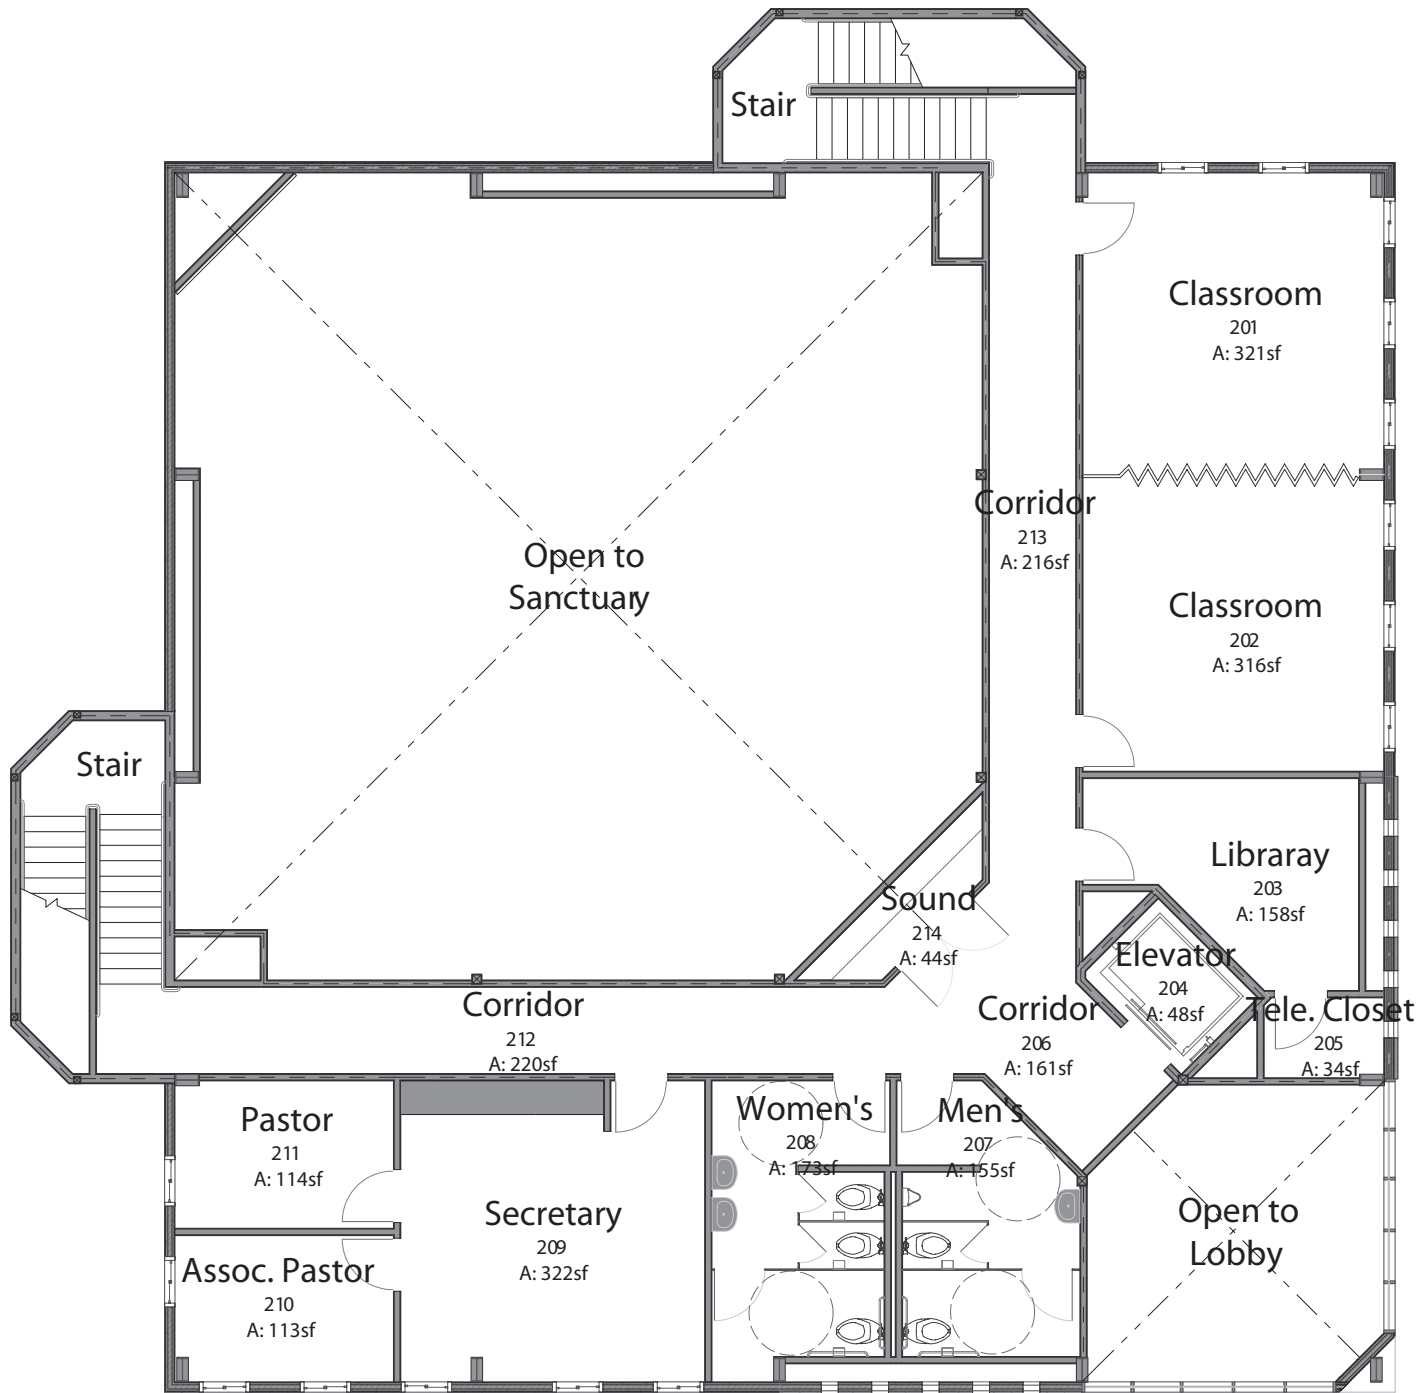 Stair
Classroom
201
A: 321sf
Corridor
213
A: 216sf
Open to
Sanctuary
Classroom
202
A: 316sf
Stair
Libraray
203
A: 158sf
Sound
214
A: 44sf
Elevator
204
A: 48sf
Corridor
212
A: 220sf
Corridor
206
A: 161sf
Tele. Closet
205
A: 34sf
Pastor
211
A: 114sf
Women's
208
A: 173sf
Men's
207
A: 155sf
Secretary
209
A: 322sf
Open to
Lobby
Assoc. Pastor
210
A: 113sf